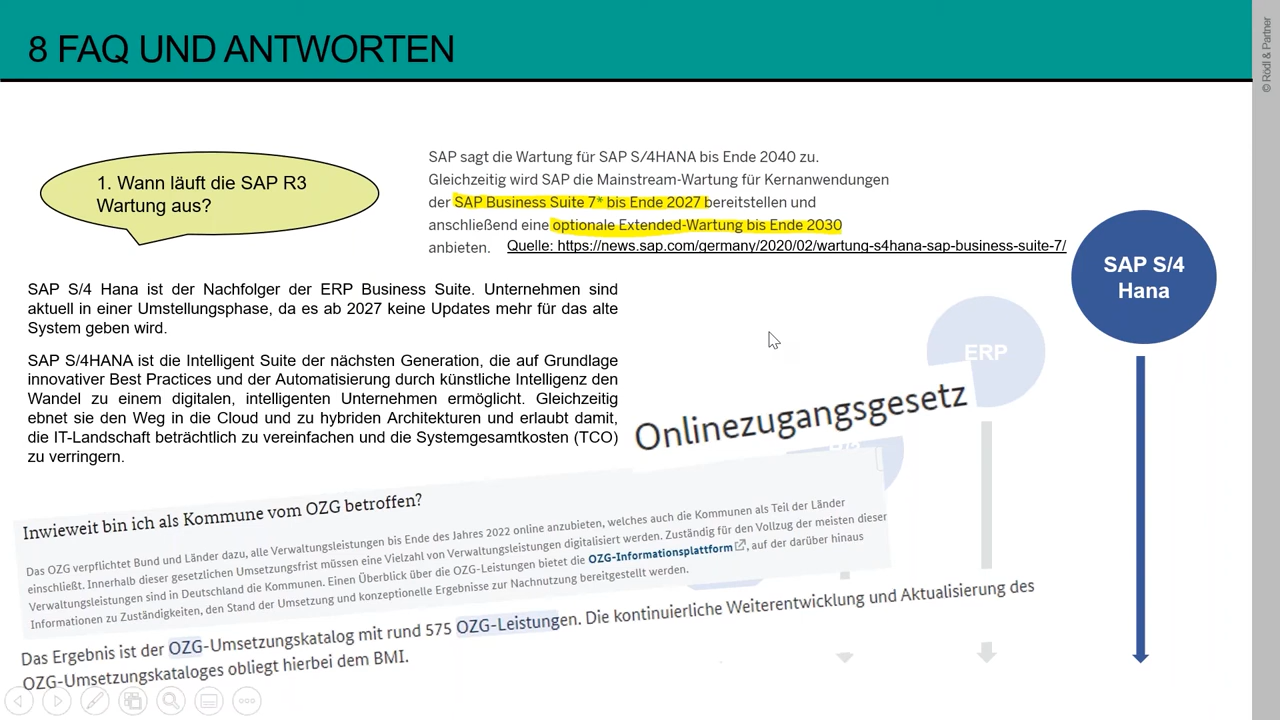 8 FAQ UND ANTWORTEN
© Rödl & Partner
1. Wann läuft die SAP R3
Wartung aus?
SAP sagt die Wartung für SAP S/4HANA bis Ende 2040 zu.
Gleichzeitig wird SAP die Mainstream-Wartung für Kernanwendungen
der SAP Business Suite 7* bis Ende 2027 bereitstellen und
anschließend eine optionale Extended-Wartung bis Ende 2030
anbieten.
Quelle: https://news.sap.com/germany/2020/02/wartung-s4hana-sap-business-suite-7/
SAP S/4
Hana
SAP S/4 Hana ist der Nachfolger der ERP Business Suite. Unternehmen sind
aktuell in einer Umstellungsphase, da es ab 2027 keine Updates mehr für das alte
System geben wird.
ERP
SAP S/4HANA ist die Intelligent Suite der nächsten Generation, die auf Grundlage
innovativer Best Practices und der Automatisierung durch künstliche Intelligenz den
Wandel zu einem digitalen, intelligenten Unternehmen ermöglicht. Gleichzeitig
ebnet sie den Weg in die Cloud und zu hybriden Architekturen und erlaubt damit,
die IT-Landschaft beträchtlich zu vereinfachen und die Systemgesamtkosten (TCO)
zu verringern.
Onlinezugangsgesetz
Inwieweit bin ich als Kommune vom OZG betroffen?
Das OZG verpflichtet Bund und Länder dazu, alle Verwaltungsleistungen bis Ende des Jahres 2022 online anzubieten, welches auch die Kommunen als Teil der Länder
einschließt. Innerhalb dieser gesetzlichen Umsetzungsfrist müssen eine Vielzahl von Verwaltungsleistungen digitalisiert werden. Zuständig für den Vollzug der meisten dieser
Verwaltungsleistungen sind in Deutschland die Kommunen. Einen Überblick über die OZG-Leistungen bietet die OZG-Informationsplattform, auf der darüber hinaus
Informationen zu Zuständigkeiten, den Stand der Umsetzung und konzeptionelle Ergebnisse zur Nachnutzung bereitgestellt werden.
Das Ergebnis ist der OZG-Umsetzungskatalog mit rund 575 OZG-Leistungen. Die kontinuierliche Weiterentwicklung und Aktualisierung des
OZG-Umsetzungskataloges obliegt hierbei dem BMI.